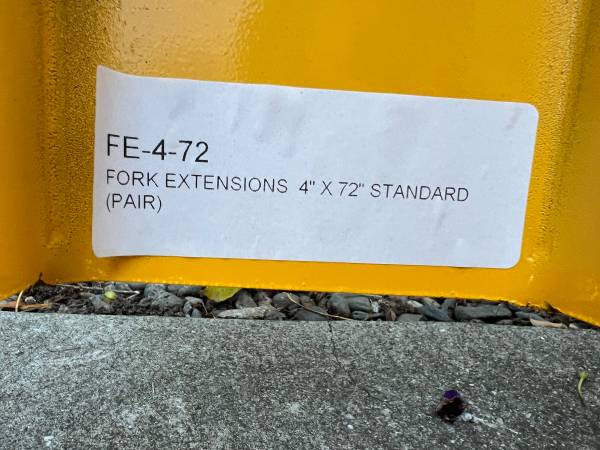 FE-4-72
FORK EXTENSIONS 4" X 72" STANDARD
(PAIR)